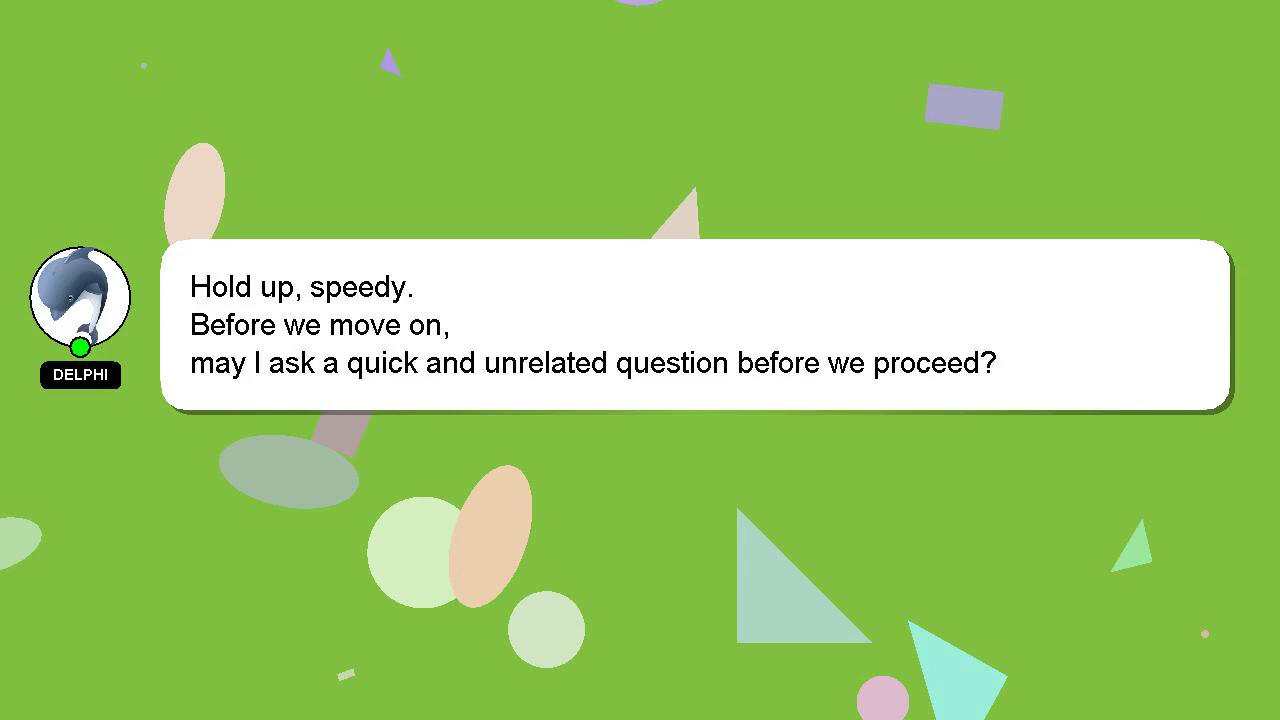 Hold up, speedy.
Before we move on,
may I ask a quick and unrelated question before we proceed?
DELPHI